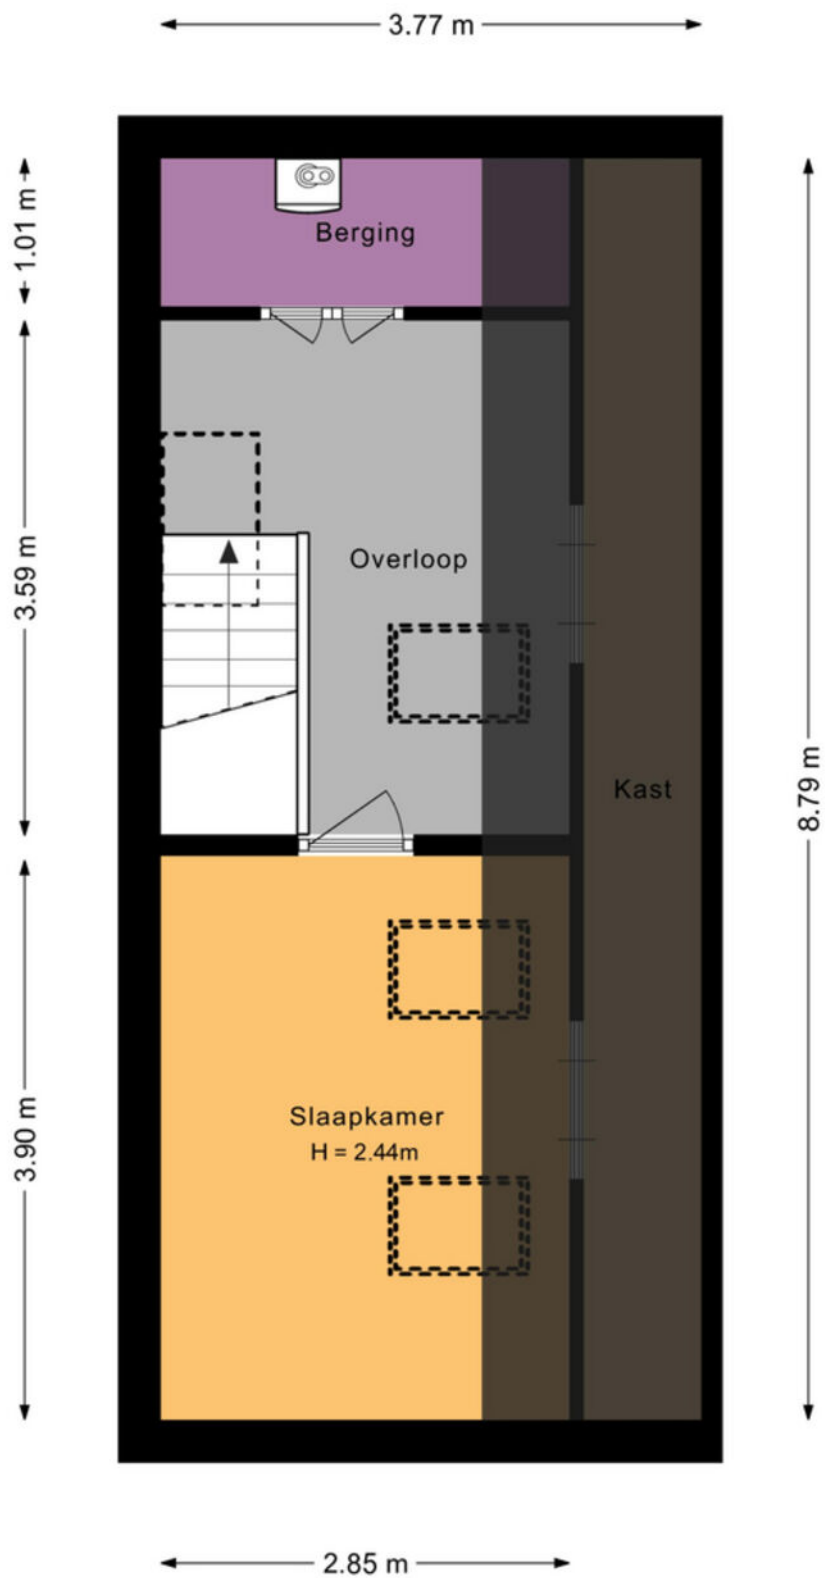 3.77 m
1.01 m
Berging
3.59 m
Overloop
Kast
8.79 m
3.90 m
Slaapkamer
H = 2.44m
2.85 m